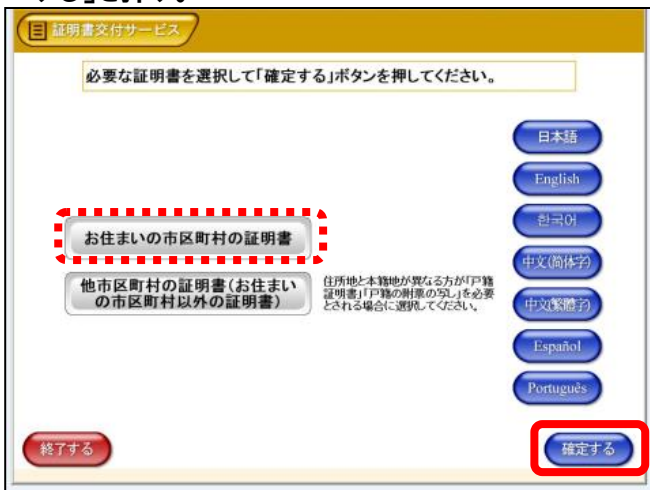 する」を押す。
証明書交付サービス
必要な証明書を選択して「確定する」ボタンを押してください。
日本語
English
한국어
お住まいの市区町村の証明書
中文(简体字)
他市区町村の証明書(お住まい
の市区町村以外の証明書)
住所地と本籍地が異なる方が「戸籍
証明書」「戸籍の附票の写し」を必要
とされる場合に選択してください。
中文(繁體字)
Español
Português
終了する
確定する